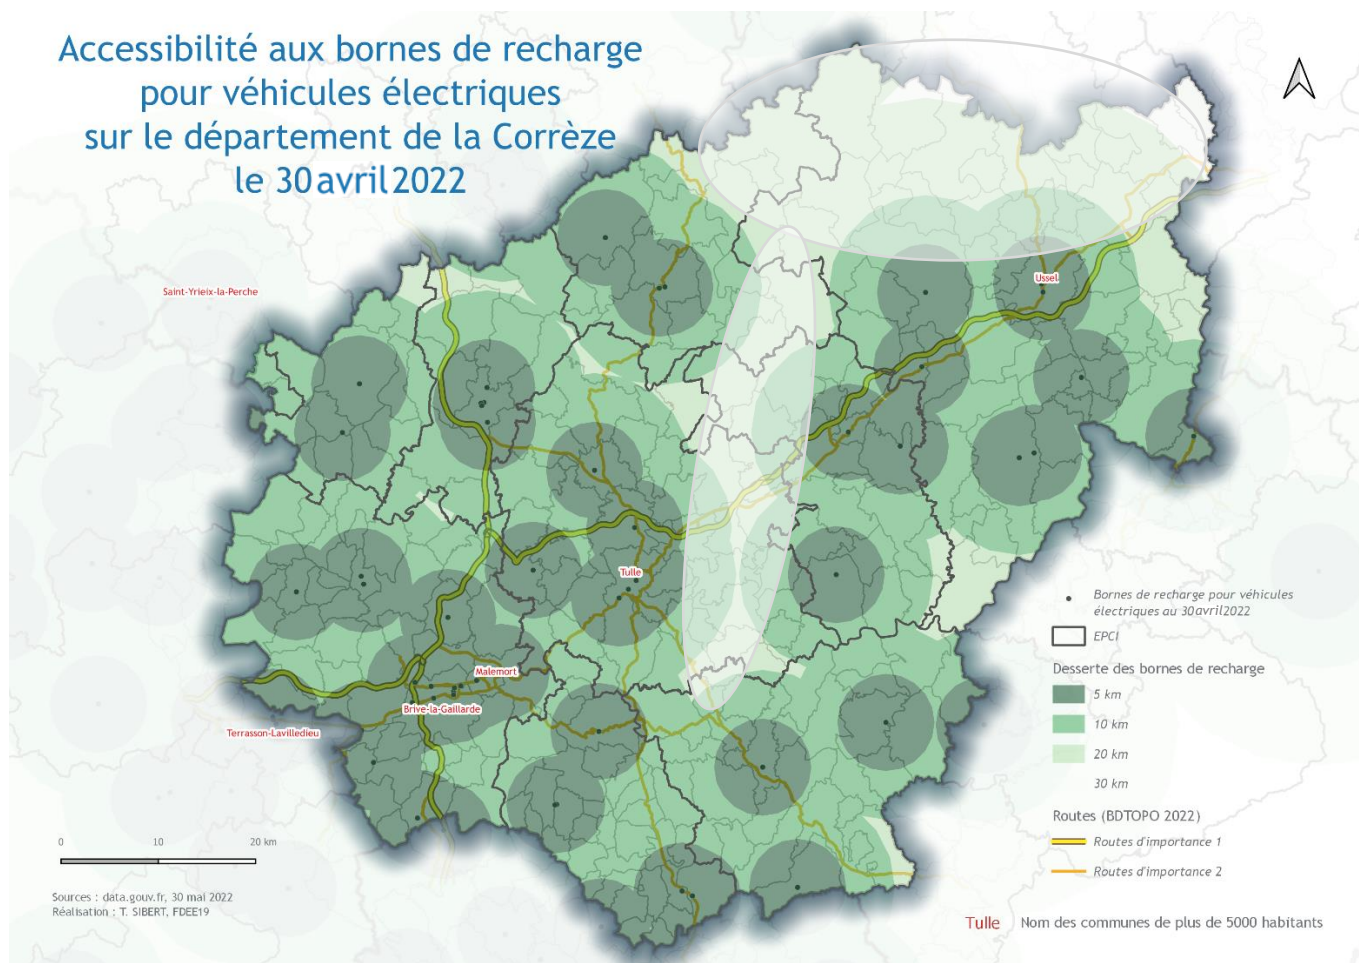 Accessibilité aux bornes de recharge
pour véhicules électriques
sur le département de la Corrèze
le 30 avril 2022
Saint-Yrieix-la-Perche
Ussel
Tulle
Malemort
Brive-la-Gaillarde
Terrasson-Lavilledieu
Bornes de recharge pour véhicules
électriques au 30 avril 2022
EPCI
Desserte des bornes de recharge
5 km
10 km
20 km
30 km
Routes (BDTOPO 2022)
Routes d'importance 1
Routes d'importance 2
Tulle Nom des communes de plus de 5000 habitants
0 10 20 km
Sources : data.gouv.fr, 30 mai 2022
Réalisation : T. SIBERT, FDEE19